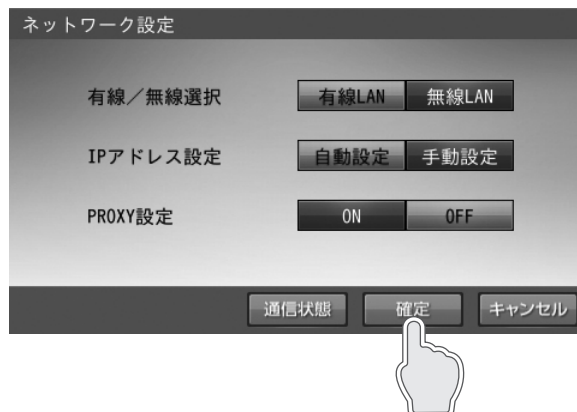 ネットワーク設定
有線／無線選択 有線LAN 無線LAN
IPアドレス設定 自動設定 手動設定
PROXY設定 ON OFF
通信状態 確定 キャンセル